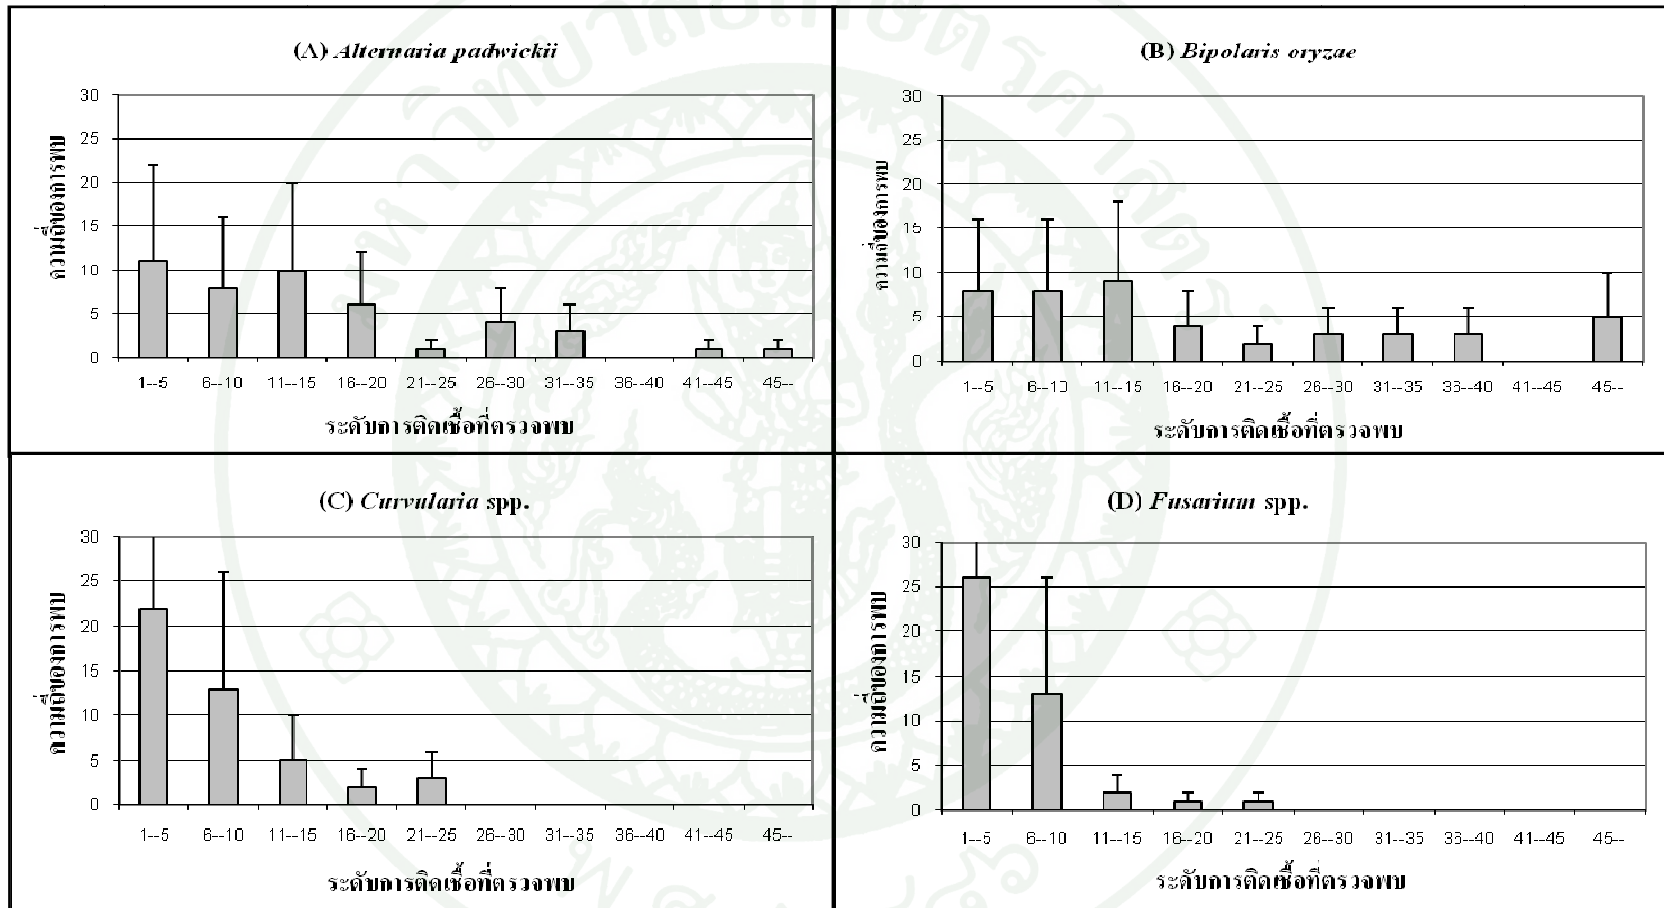 (A) Alternaria padwickii
30
25
20
15
10
5
0
ความถี่ของการพบ
1--5 6--10 11--15 16--20 21--25 26--30 31--35 36--40 41--45 45--
ระดับการติดเชื้อที่ตรวจพบ
(B) Bipolaris oryzae
30
25
20
15
10
5
0
ความถี่ของการพบ
1--5 6--10 11--15 16--20 21--25 26--30 31--35 36--40 41--45 45--
ระดับการติดเชื้อที่ตรวจพบ
(C) Curvularia spp.
30
25
20
15
10
5
0
ความถี่ของการพบ
1--5 6--10 11--15 16--20 21--25 26--30 31--35 36--40 41--45 45--
ระดับการติดเชื้อที่ตรวจพบ
(D) Fusarium spp.
30
25
20
15
10
5
0
ความถี่ของการพบ
1--5 6--10 11--15 16--20 21--25 26--30 31--35 36--40 41--45 45--
ระดับการติดเชื้อที่ตรวจพบ